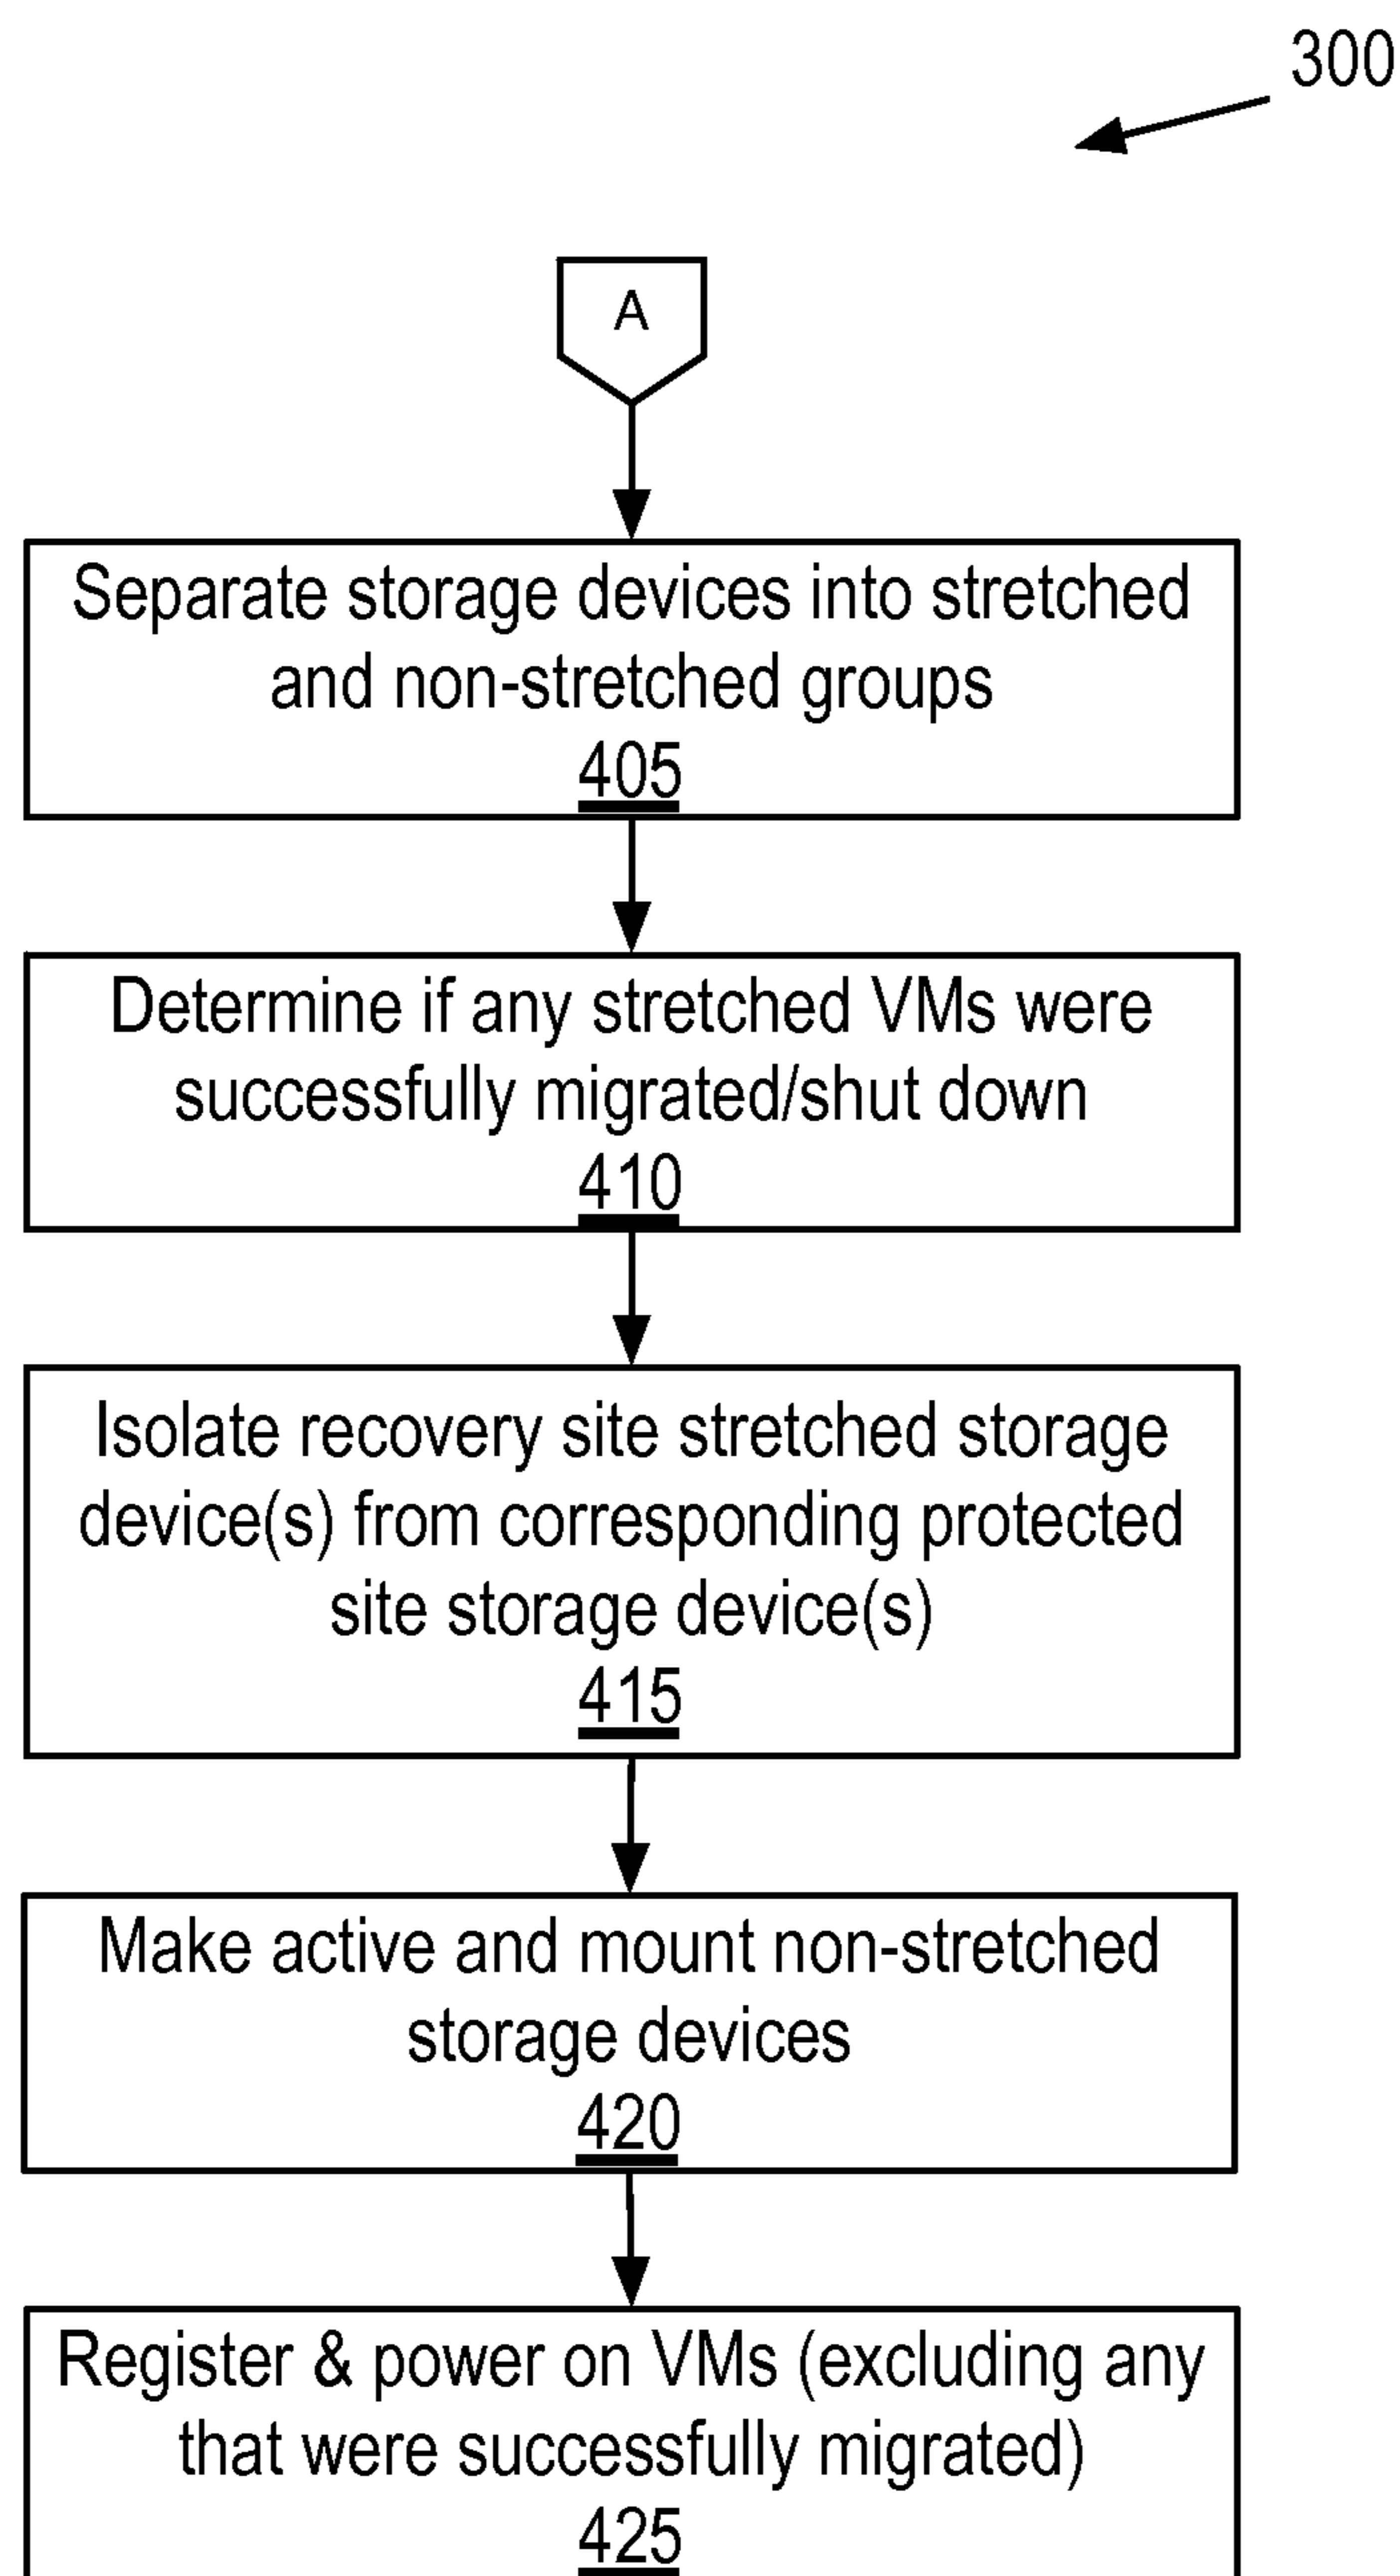 300
A
Separate storage devices into stretched
and non-stretched groups
405
Determine if any stretched VMs were
successfully migrated/shut down
410
Isolate recovery site stretched storage
device(s) from corresponding protected
site storage device(s)
415
Make active and mount non-stretched
storage devices
420
Register & power on VMs (excluding any
that were successfully migrated)
425